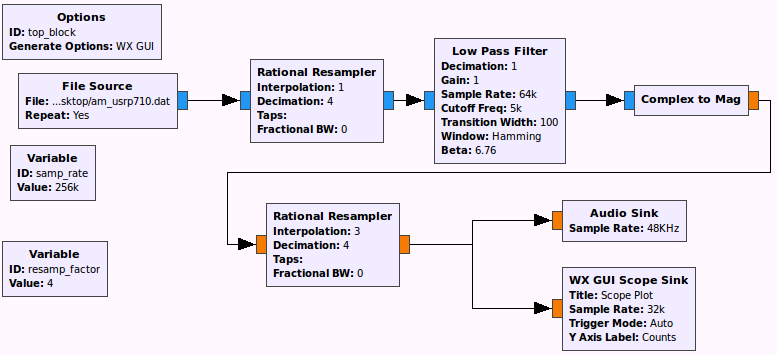 Options
ID: top_block
Generate Options: WX GUI
File Source
File: ...sktop/am_usrp710.dat
Repeat: Yes
Rational Resampler
Interpolation: 1
Decimation: 4
Taps:
Fractional BW: 0
Low Pass Filter
Decimation: 1
Gain: 1
Sample Rate: 64k
Cutoff Freq: 5k
Transition Width: 100
Window: Hamming
Beta: 6.76
Complex to Mag
Variable
ID: samp_rate
Value: 256k
Variable
ID: resamp_factor
Value: 4
Rational Resampler
Interpolation: 3
Decimation: 4
Taps:
Fractional BW: 0
Audio Sink
Sample Rate: 48KHz
WX GUI Scope Sink
Title: Scope Plot
Sample Rate: 32k
Trigger Mode: Auto
Y Axis Label: Counts